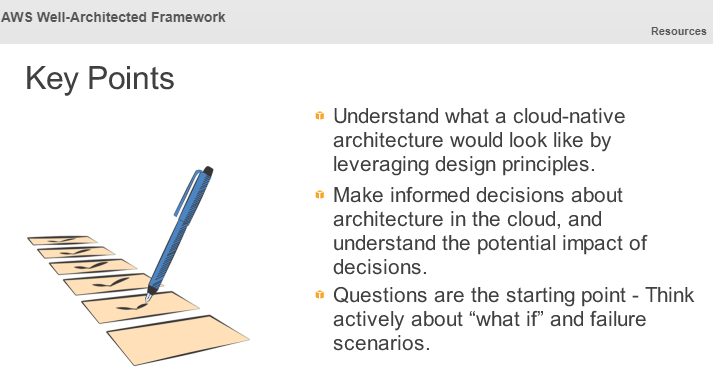 AWS Well-Architected Framework
Resources
Key Points
Understand what a cloud-native
architecture would look like by
leveraging design principles.
Make informed decisions about
architecture in the cloud, and
understand the potential impact of
decisions.
Questions are the starting point - Think
actively about “what if” and failure
scenarios.